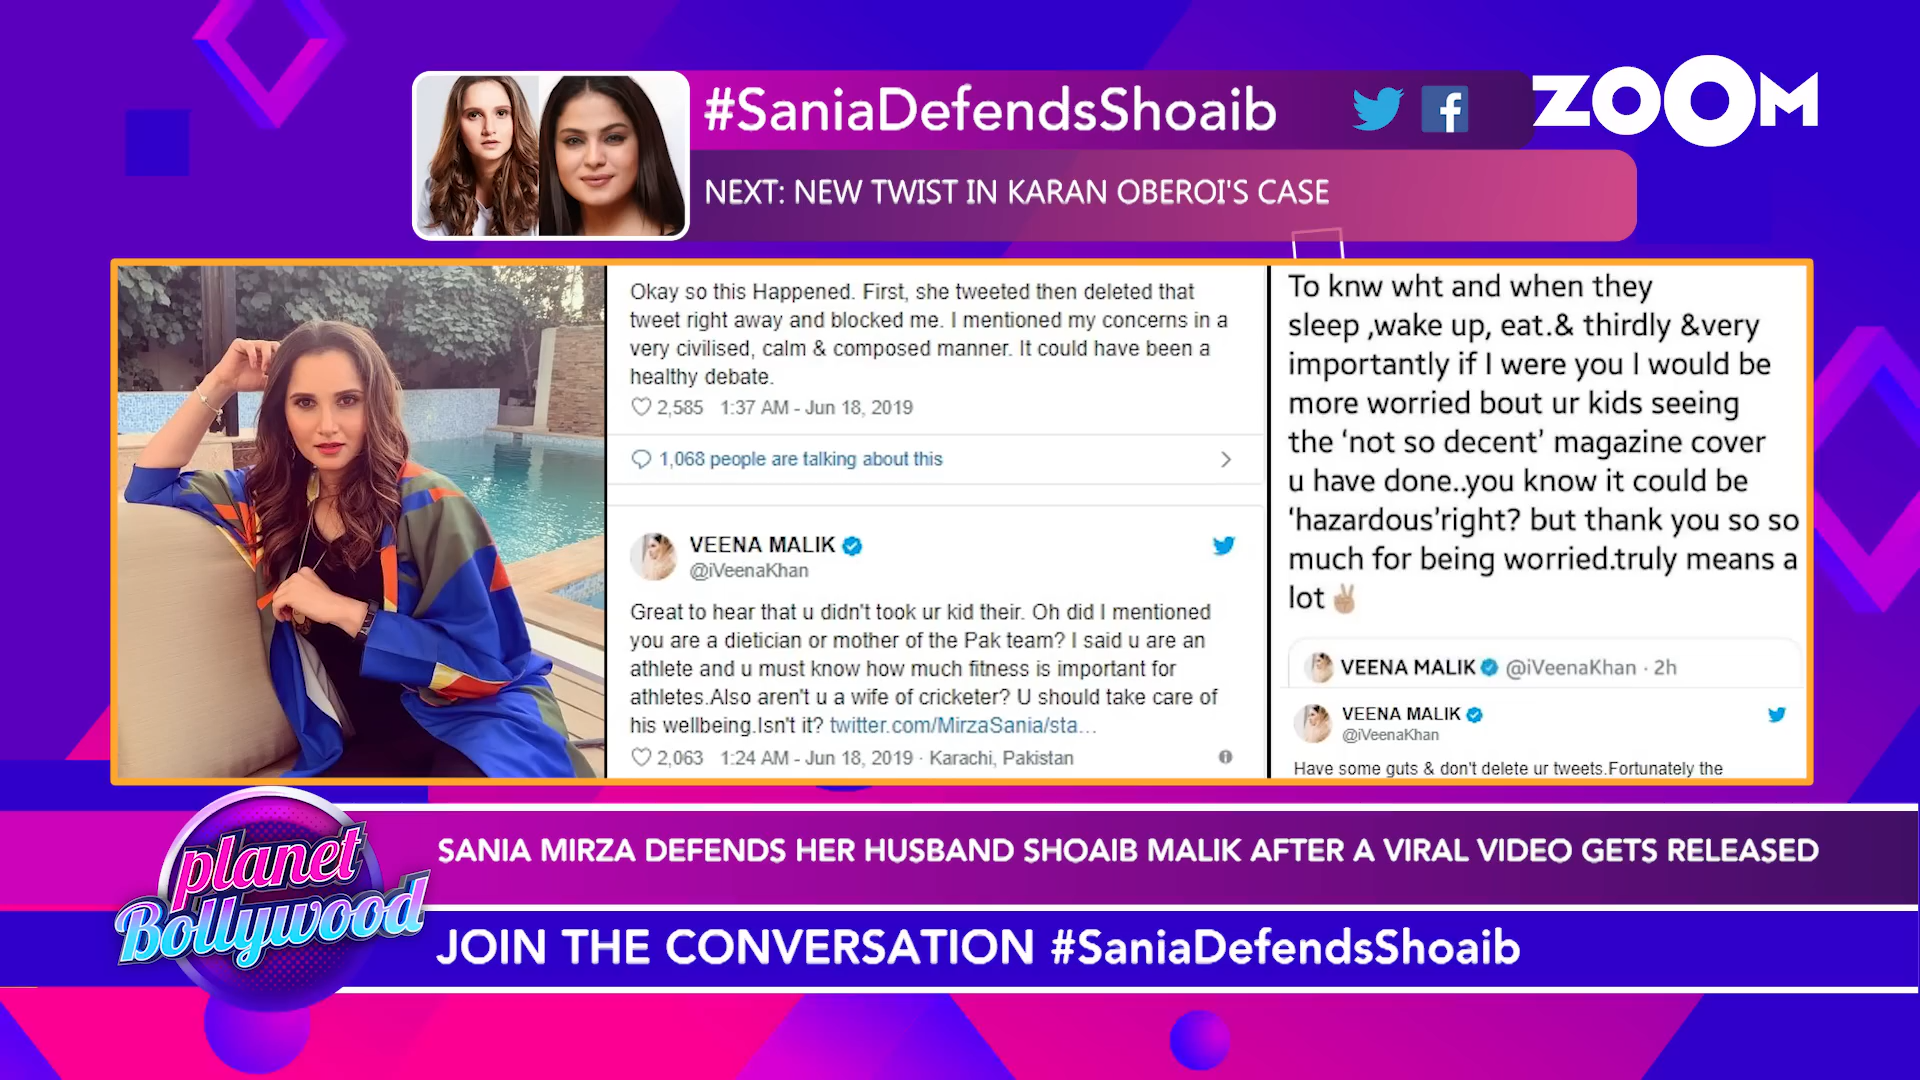 #SaniaDefendsShoaib
f
ZOOM
NEXT: NEW TWIST IN KARAN OBEROI'S CASE
Okay so this Happened. First, she tweeted then deleted that
tweet right away and blocked me. I mentioned my concerns in a
very civilised, calm & composed manner. It could have been a
healthy debate.
2,585 1:37 AM - Jun 18, 2019
1,068 people are talking about this
VEENA MALIK
@iVeenaKhan
Great to hear that u didn't took ur kid their. Oh did I mentioned
you are a dietician or mother of the Pak team? I said u are an
athlete and u must know how much fitness is important for
athletes.Also aren't u a wife of cricketer? U should take care of
his wellbeing.Isn't it? twitter.com/MirzaSania/sta...
2,063 1:24 AM - Jun 18, 2019 · Karachi, Pakistan
To knw wht and when they
sleep ,wake up, eat.& thirdly &very
importantly if I were you I would be
more worried bout ur kids seeing
the ‘not so decent’ magazine cover
u have done..you know it could be
‘hazardous’right? but thank you so so
much for being worried.truly means a
lot ✌🏼
VEENA MALIK @iVeenaKhan · 2h
VEENA MALIK
@iVeenaKhan
Have some guts & don't delete ur tweets.Fortunately the
planet
Bollywood
SANIA MIRZA DEFENDS HER HUSBAND SHOAIB MALIK AFTER A VIRAL VIDEO GETS RELEASED
JOIN THE CONVERSATION #SaniaDefendsShoaib